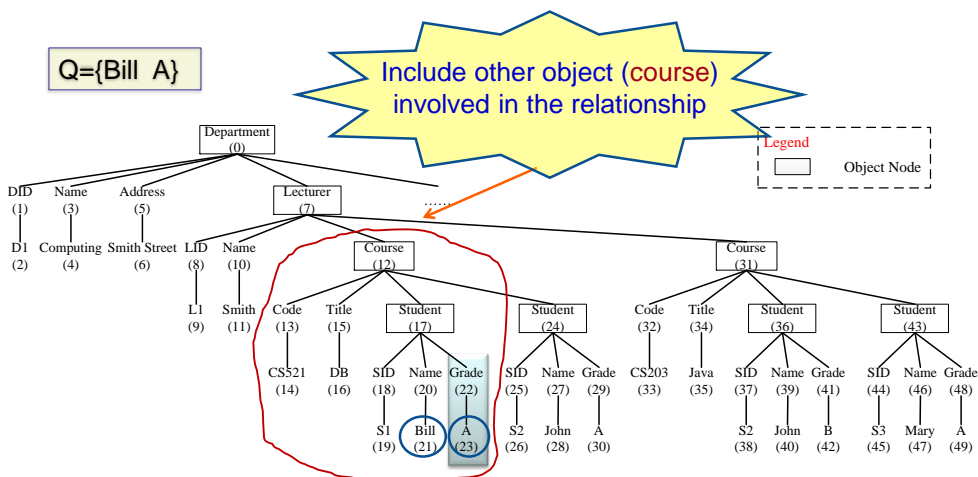 Q={Bill A}
Include other object (course)
involved in the relationship
Legend
Object Node
Department
(0)
DID Name Address Lecturer ......
(1) (3) (5) (7)
D1 Computing Smith Street LID Name Course Course
(2) (4) (6) (8) (10) (12) (31)
L1 Smith Code Title Student Student Code Title Student Student
(9) (11) (13) (15) (17) (24) (32) (34) (36) (43)
CS521 DB SID Name Grade SID Name Grade CS203 Java SID Name Grade SID Name Grade
(14) (16) (18) (20) (22) (25) (27) (29) (33) (35) (37) (39) (41) (44) (46) (48)
S1 Bill A S2 John A S2 John B S3 Mary A
(19) (21) (23) (26) (28) (30) (38) (40) (42) (45) (47) (49)